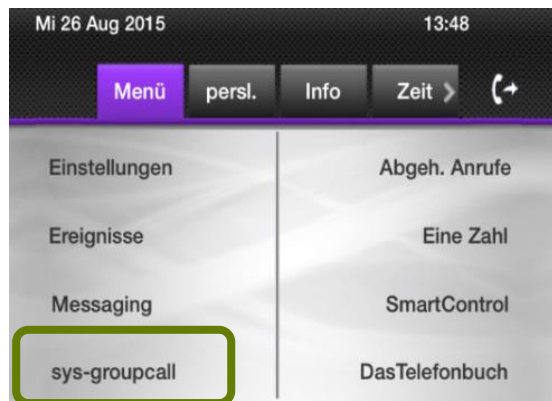 Mi 26 Aug 2015 13:48
Menü persl. Info Zeit >
Einstellungen Abgeh. Anrufe
Ereignisse Eine Zahl
Messaging SmartControl
sys-groupcall DasTelefonbuch